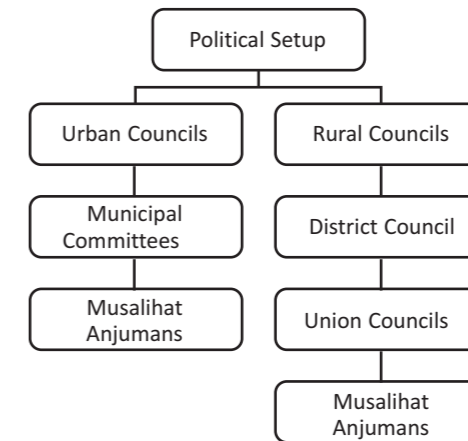 Political Setup
Urban Councils
Rural Councils
Municipal
Committees
District Council
Musalihat
Anjumans
Union Councils
Musalihat
Anjumans